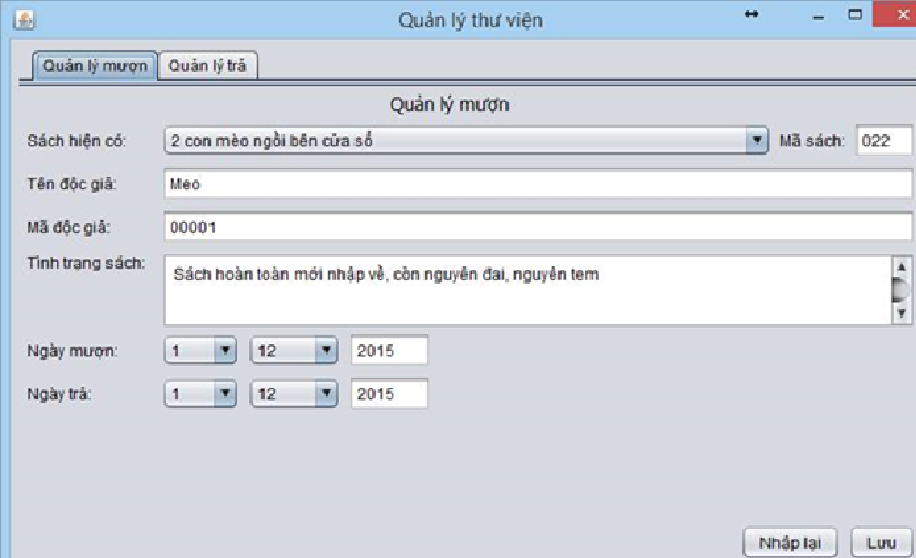 Quản lý thư viện
Quản lý mượn Quản lý trả
Quản lý mượn
Sách hiện có: 2 con mèo ngồi bên cửa sổ Mã sách: 022
Tên độc giả: Mèo
Mã độc giả: 00001
Tình trạng sách: Sách hoàn toàn mới nhập về, còn nguyên đai, nguyên tem
Ngày mượn: 1 12 2015
Ngày trả: 1 12 2015
Nhập lại Lưu